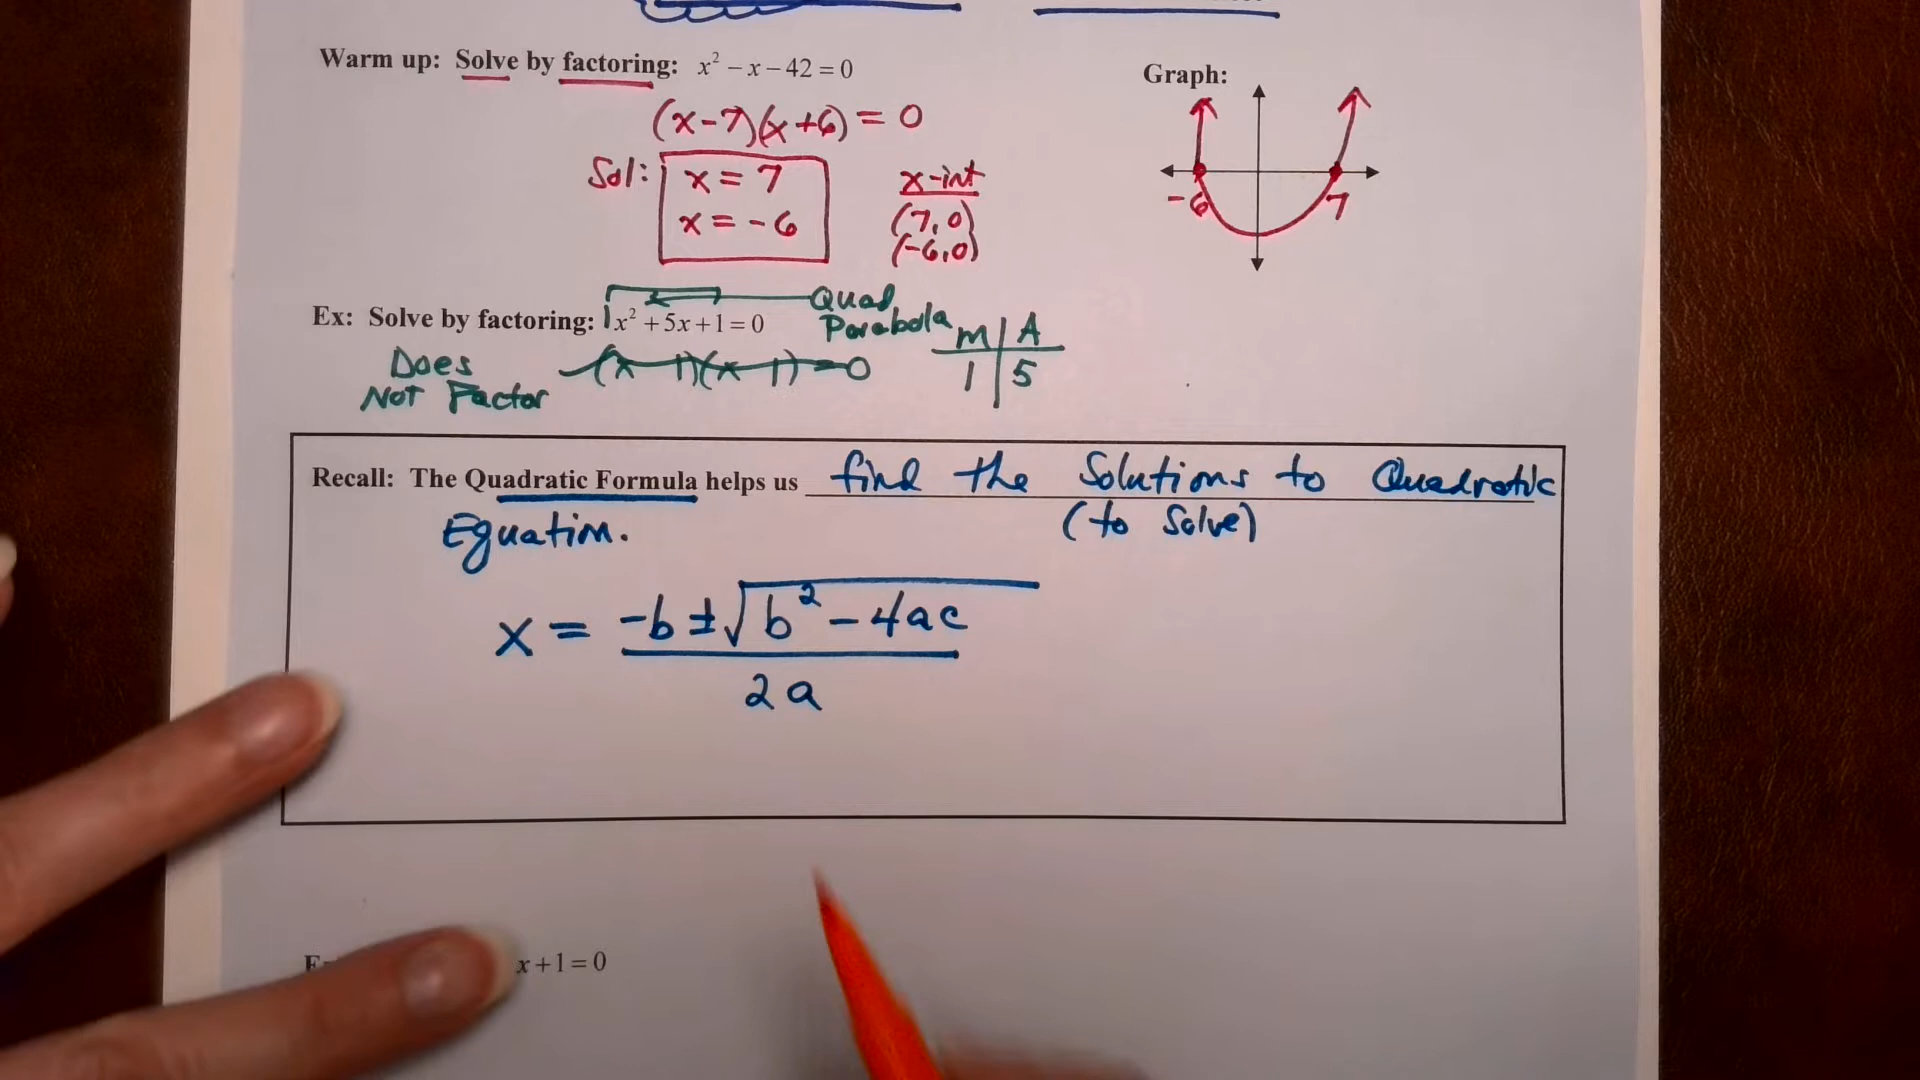 Warm up: Solve by factoring: x² − x − 42 = 0
Graph:
(x-7)(x+6) = 0
Sol: x = 7
x = -6
x-int
(7,0)
(-6,0)
-6
7
Ex: Solve by factoring: 1x² + 5x + 1 = 0
Quad
Parabola
M | A
1 | 5
(x 1)(x 1) = 0
Does
Not Factor
Recall: The Quadratic Formula helps us find the Solutions to Quadratic
Equation.
(to Solve)
x = -b ± √b² - 4ac
2a
x + 1 = 0